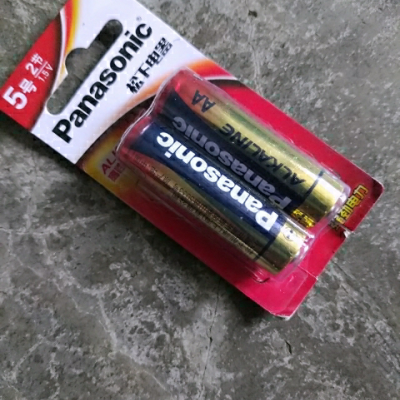 5号 2节
1.5V
Panasonic
松下电器
AA
ALKALINE
Panasonic
Panasonic